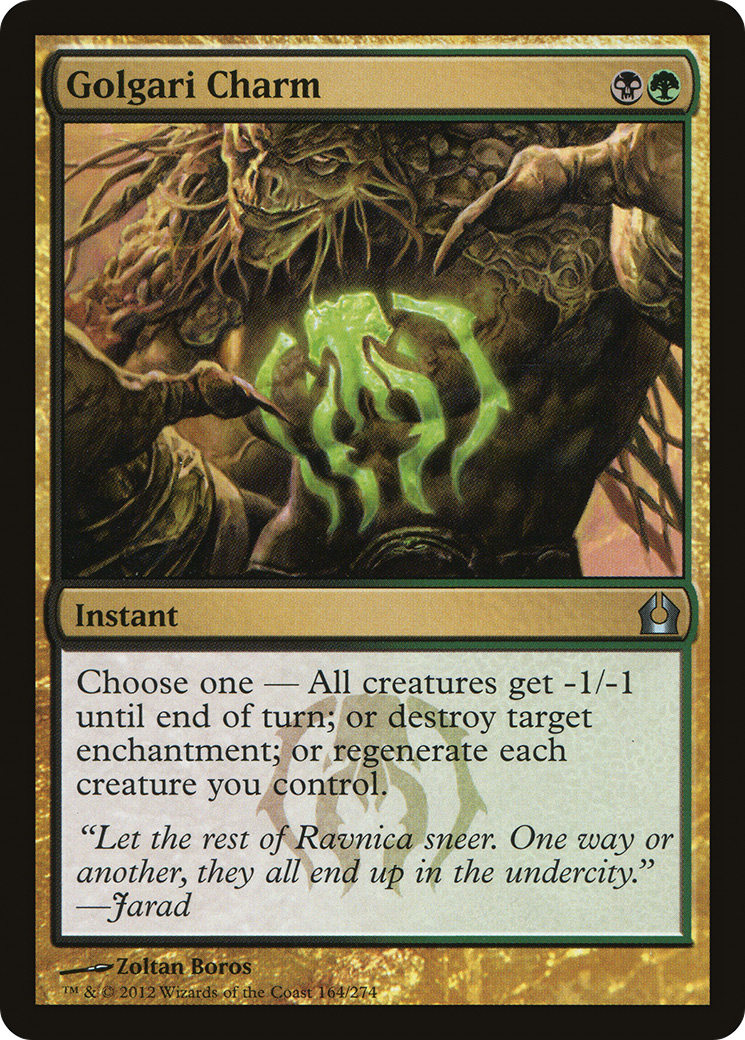 Golgari Charm
Instant
Choose one — All creatures get -1/-1
until end of turn; or destroy target
enchantment; or regenerate each
creature you control.
“Let the rest of Ravnica sneer. One way or
another, they all end up in the undercity.”
—Jarad
Zoltan Boros
™ & © 2012 Wizards of the Coast 164/274